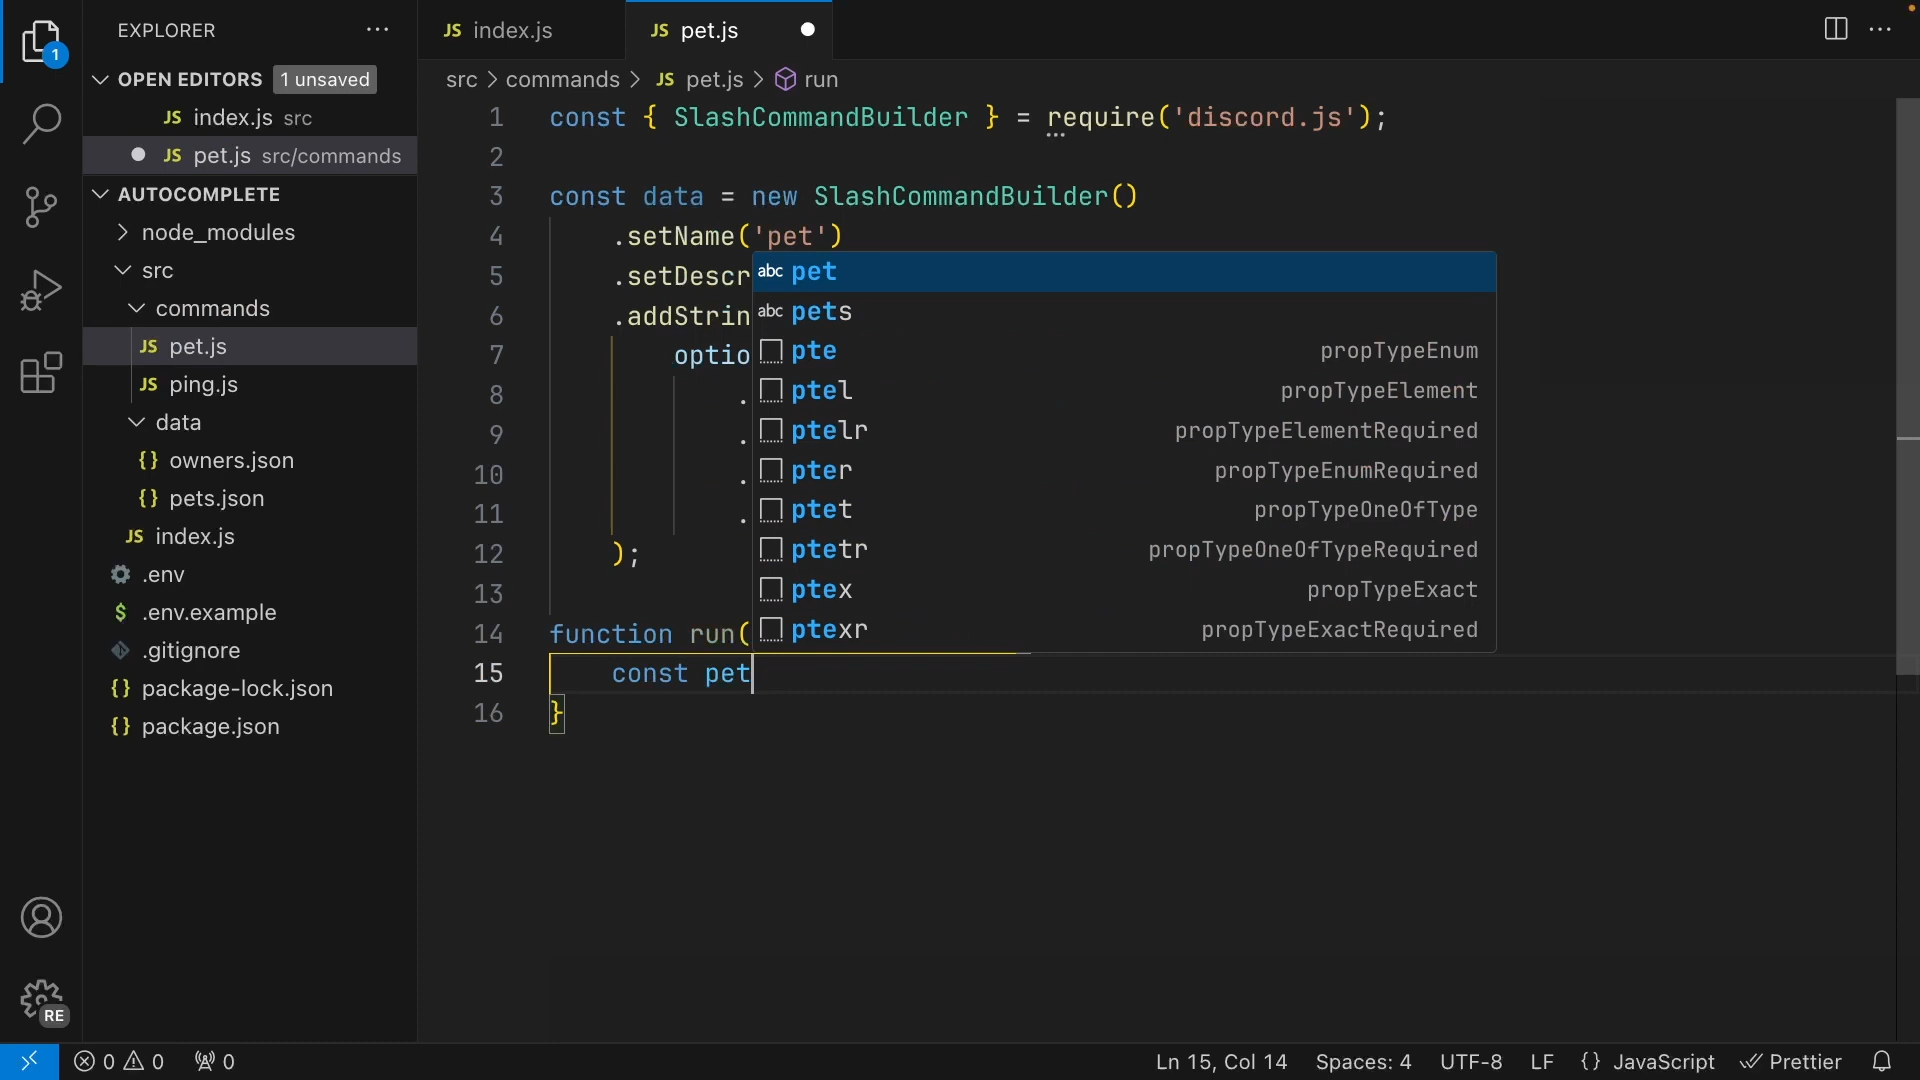 EXPLORER
1
OPEN EDITORS 1 unsaved
JS index.js src
JS pet.js src/commands
AUTOCOMPLETE
node_modules
src
commands
JS pet.js
JS ping.js
data
{} owners.json
{} pets.json
JS index.js
.env
$ .env.example
.gitignore
{} package-lock.json
{} package.json
RE
JS index.js
JS pet.js
src > commands > JS pet.js > run
1 const { SlashCommandBuilder } = require('discord.js');
2
3 const data = new SlashCommandBuilder()
4 .setName('pet')
5 .setDescr
6 .addStrin
7 optio
8 .
9 .
10 .
11 .
12 );
13
14 function run(
15 const pet
16 }
abc pet
abc pets
pte propTypeEnum
ptel propTypeElement
ptelr propTypeElementRequired
pter propTypeEnumRequired
ptet propTypeOneOfType
ptetr propTypeOneOfTypeRequired
ptex propTypeExact
ptexr propTypeExactRequired
0 0 0 Ln 15, Col 14 Spaces: 4 UTF-8 LF {} JavaScript Prettier